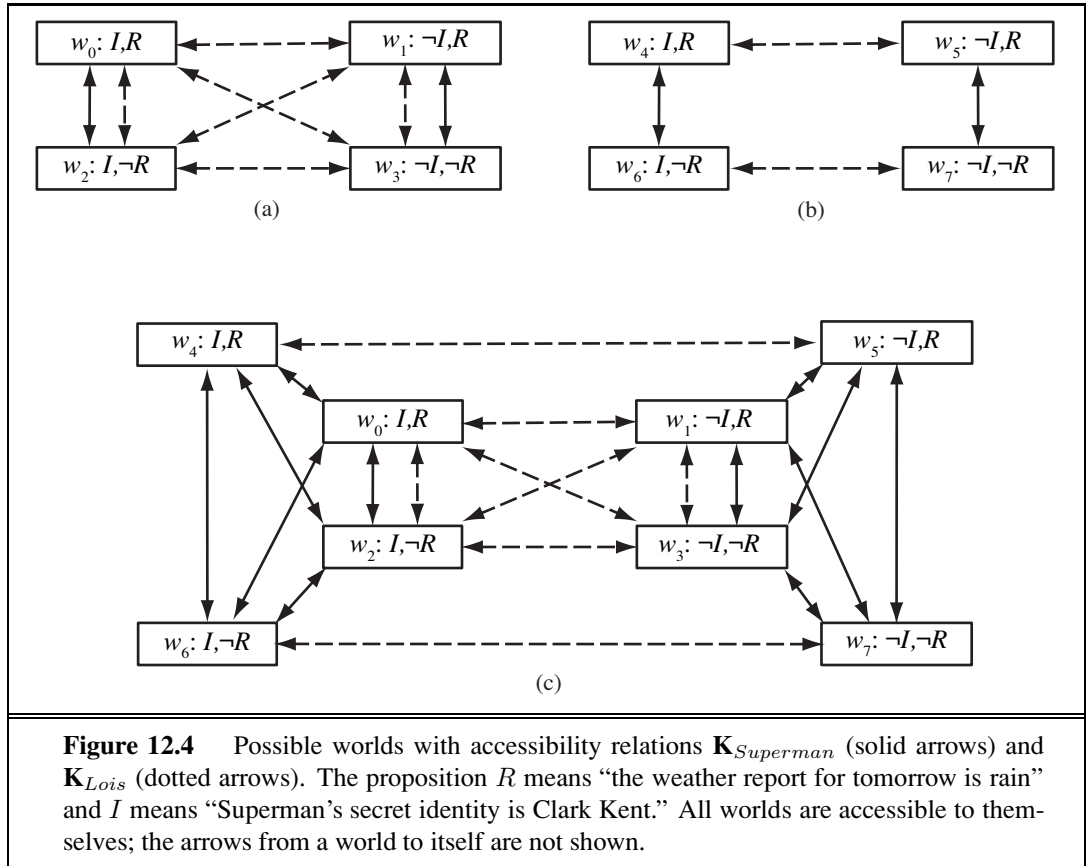 w0: I,R
w1: ¬I,R
w2: I,¬R
w3: ¬I,¬R
(a)
w4: I,R
w5: ¬I,R
w6: I,¬R
w7: ¬I,¬R
(b)
w4: I,R
w5: ¬I,R
w0: I,R
w1: ¬I,R
w2: I,¬R
w3: ¬I,¬R
w6: I,¬R
w7: ¬I,¬R
(c)
Figure 12.4 Possible worlds with accessibility relations KSuperman (solid arrows) and
KLois (dotted arrows). The proposition R means “the weather report for tomorrow is rain”
and I means “Superman’s secret identity is Clark Kent.” All worlds are accessible to them-
selves; the arrows from a world to itself are not shown.